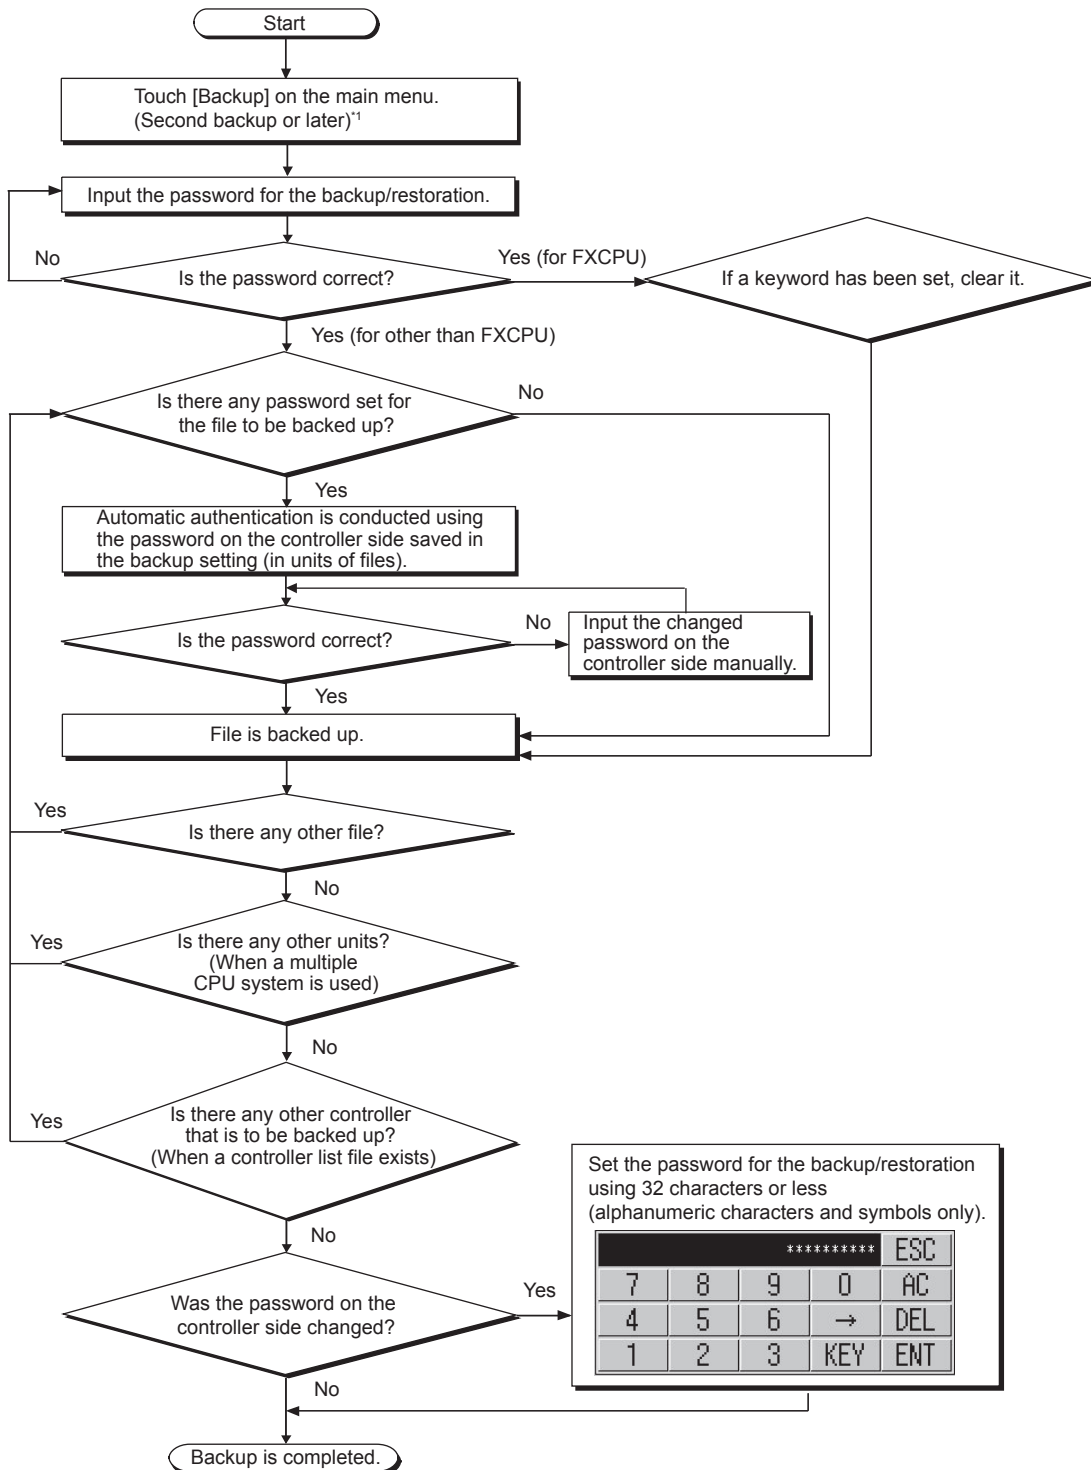 Start
Touch [Backup] on the main menu.
(Second backup or later)*1
Input the password for the backup/restoration.
No
Is the password correct?
Yes (for FXCPU)
If a keyword has been set, clear it.
Yes (for other than FXCPU)
Is there any password set for
the file to be backed up?
No
Yes
Automatic authentication is conducted using
the password on the controller side saved in
the backup setting (in units of files).
Is the password correct?
No
Input the changed
password on the
controller side manually.
Yes
File is backed up.
Yes
Is there any other file?
No
Yes
Is there any other units?
(When a multiple
CPU system is used)
No
Yes
Is there any other controller
that is to be backed up?
(When a controller list file exists)
No
Was the password on the
controller side changed?
Yes
Set the password for the backup/restoration
using 32 characters or less
(alphanumeric characters and symbols only).
********** ESC
7 8 9 0 AC
4 5 6 → DEL
1 2 3 KEY ENT
No
Backup is completed.